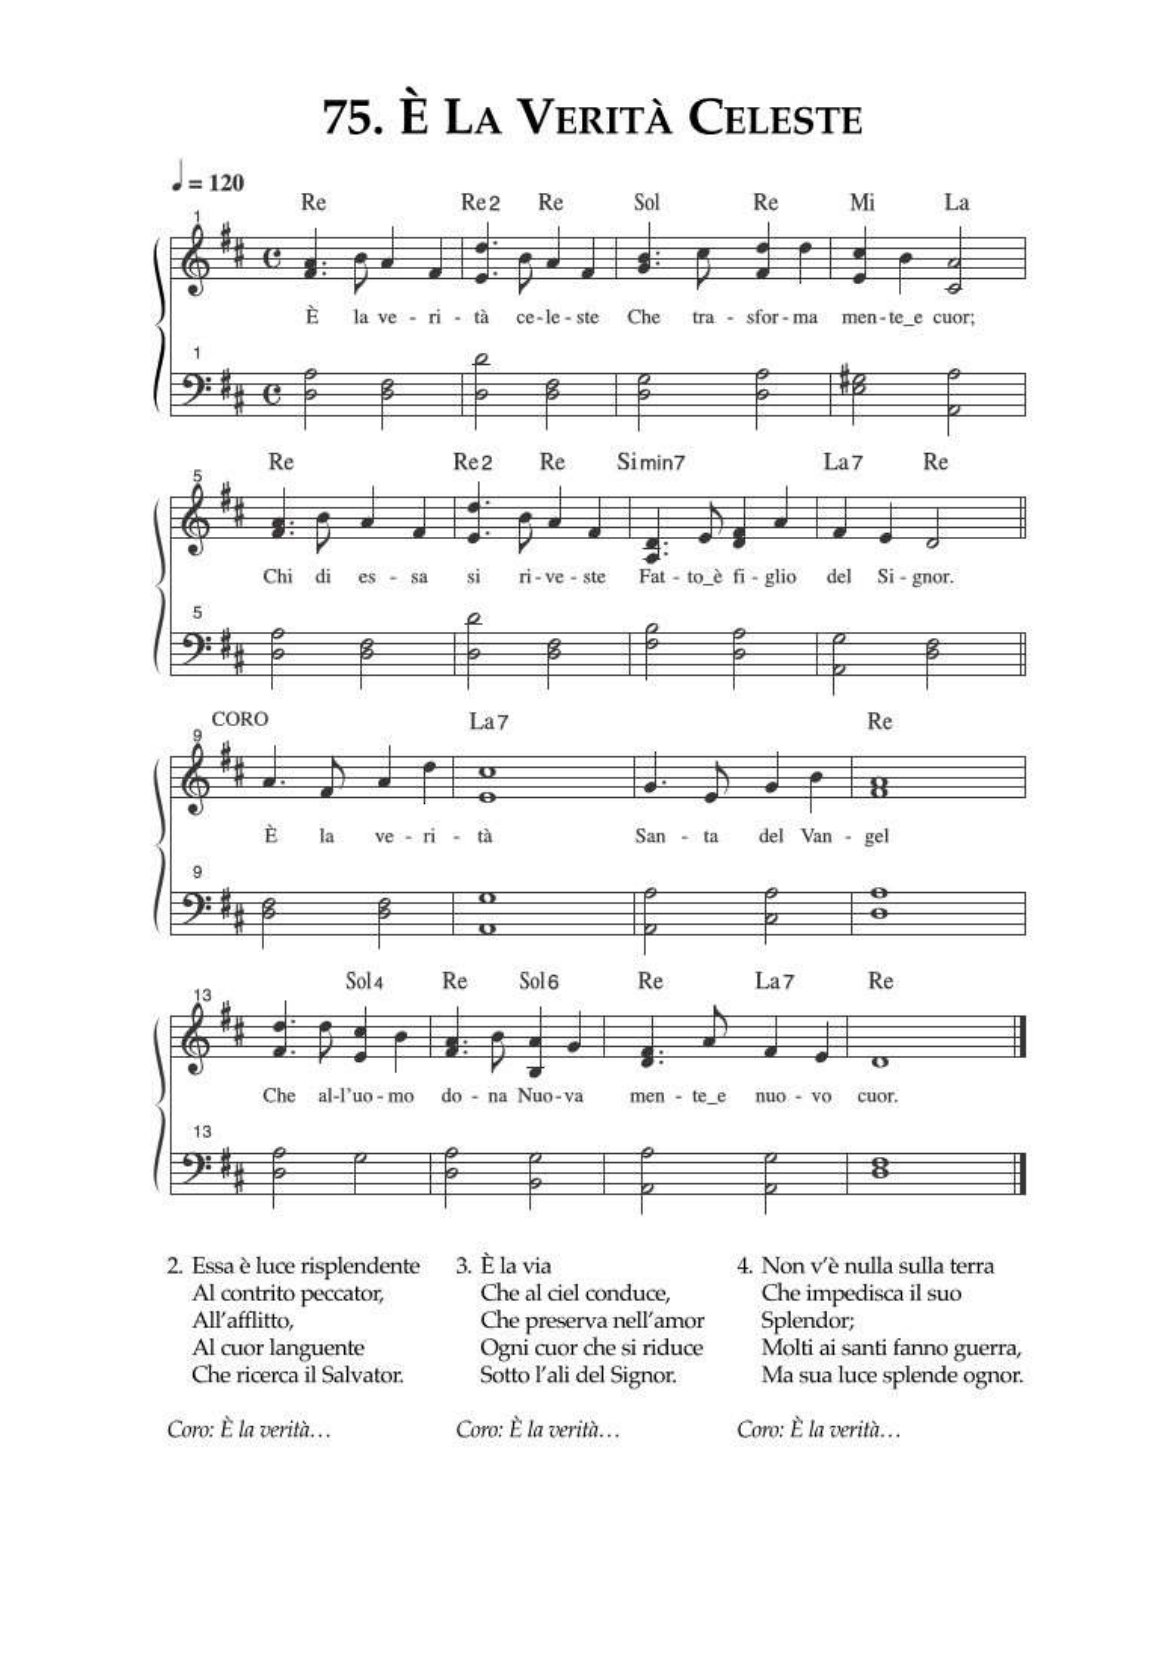 75. È LA VERITÀ CELESTE
= 120
Re Re2 Re Sol Re Mi La
1
È la ve - ri - tà ce-le-ste Che tra - sfor-ma men-te_e cuor;
1
Re Re2 Re Simin7 La7 Re
5
Chi di es - sa si ri-ve-ste Fat-to_è fi-glio del Si-gnor.
5
CORO La7 Re
9
È la ve - ri - tà San - ta del Van - gel
9
Sol4 Re Sol6 Re La7 Re
13
Che al-l'uo-mo do - na Nuo-va men - te_e nuo - vo cuor.
13
2. Essa è luce risplendente
Al contrito peccator,
All'afflitto,
Al cuor languente
Che ricerca il Salvator.
Coro: È la verità…
3. È la via
Che al ciel conduce,
Che preserva nell'amor
Ogni cuor che si riduce
Sotto l'ali del Signor.
Coro: È la verità…
4. Non v'è nulla sulla terra
Che impedisca il suo
Splendor;
Molti ai santi fanno guerra,
Ma sua luce splende ognor.
Coro: È la verità…